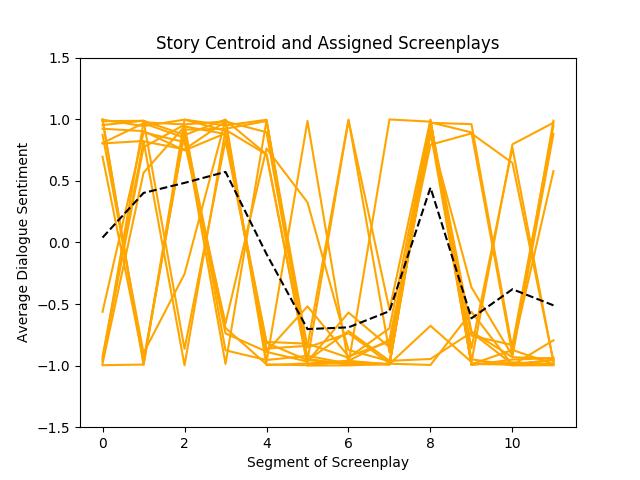 Story Centroid and Assigned Screenplays
1.5
1.0
0.5
0.0
−0.5
−1.0
−1.5
Average Dialogue Sentiment
0 2 4 6 8 10
Segment of Screenplay